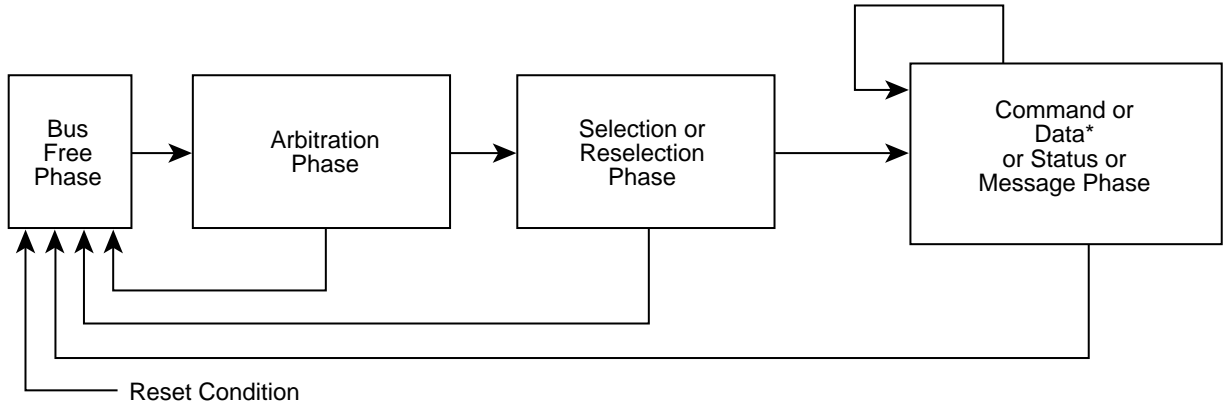 Bus
Free
Phase
Arbitration
Phase
Selection or
Reselection
Phase
Command or
Data*
or Status or
Message Phase
Reset Condition